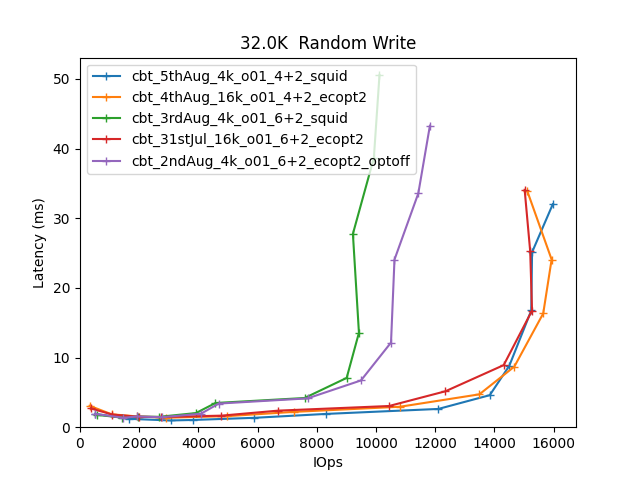 32.0K  Random Write
cbt_5thAug_4k_o01_4+2_squid
cbt_4thAug_16k_o01_4+2_ecopt2
cbt_3rdAug_4k_o01_6+2_squid
cbt_31stJul_16k_o01_6+2_ecopt2
cbt_2ndAug_4k_o01_6+2_ecopt2_optoff
50
40
30
20
10
0
Latency (ms)
0 2000 4000 6000 8000 10000 12000 14000 16000
IOps